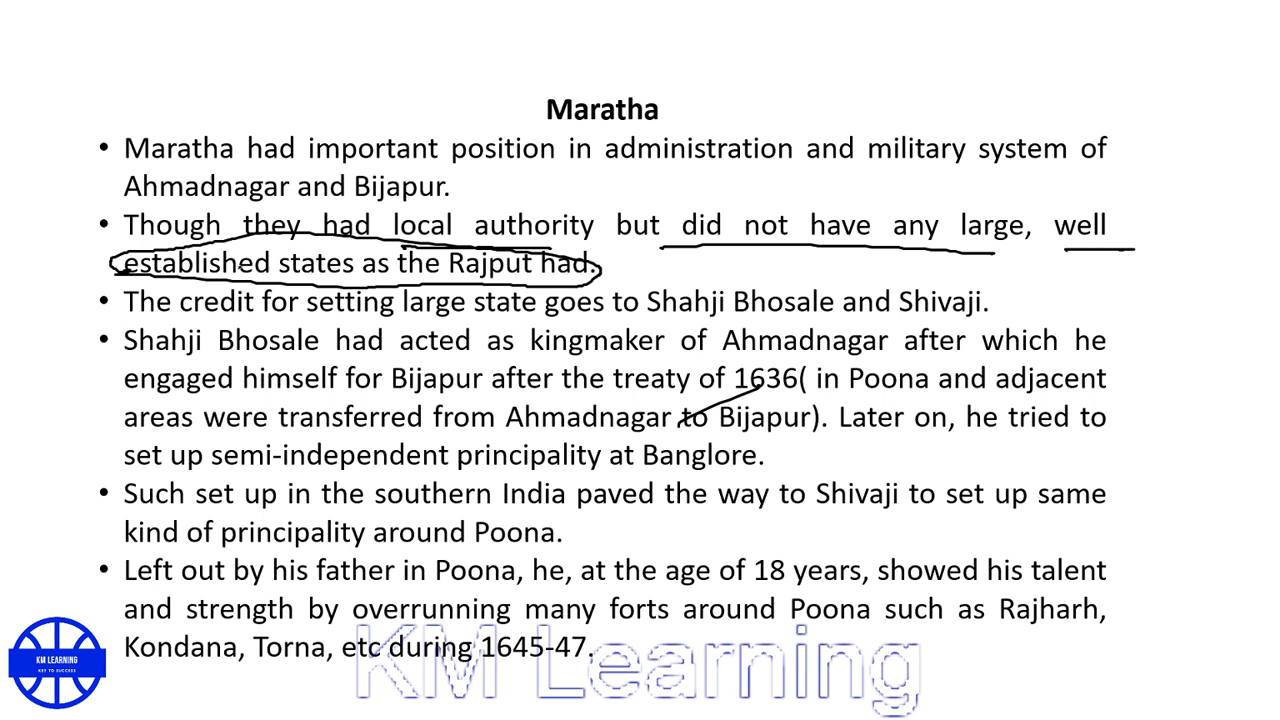 Maratha
• Maratha had important position in administration and military system of
Ahmadnagar and Bijapur.
• Though they had local authority but did not have any large, well
established states as the Rajput had.
• The credit for setting large state goes to Shahji Bhosale and Shivaji.
• Shahji Bhosale had acted as kingmaker of Ahmadnagar after which he
engaged himself for Bijapur after the treaty of 1636( in Poona and adjacent
areas were transferred from Ahmadnagar to Bijapur). Later on, he tried to
set up semi-independent principality at Banglore.
• Such set up in the southern India paved the way to Shivaji to set up same
kind of principality around Poona.
• Left out by his father in Poona, he, at the age of 18 years, showed his talent
and strength by overrunning many forts around Poona such as Rajharh,
Kondana, Torna, etc during 1645-47.
KM Learning
KM LEARNING
KEY TO SUCCESS